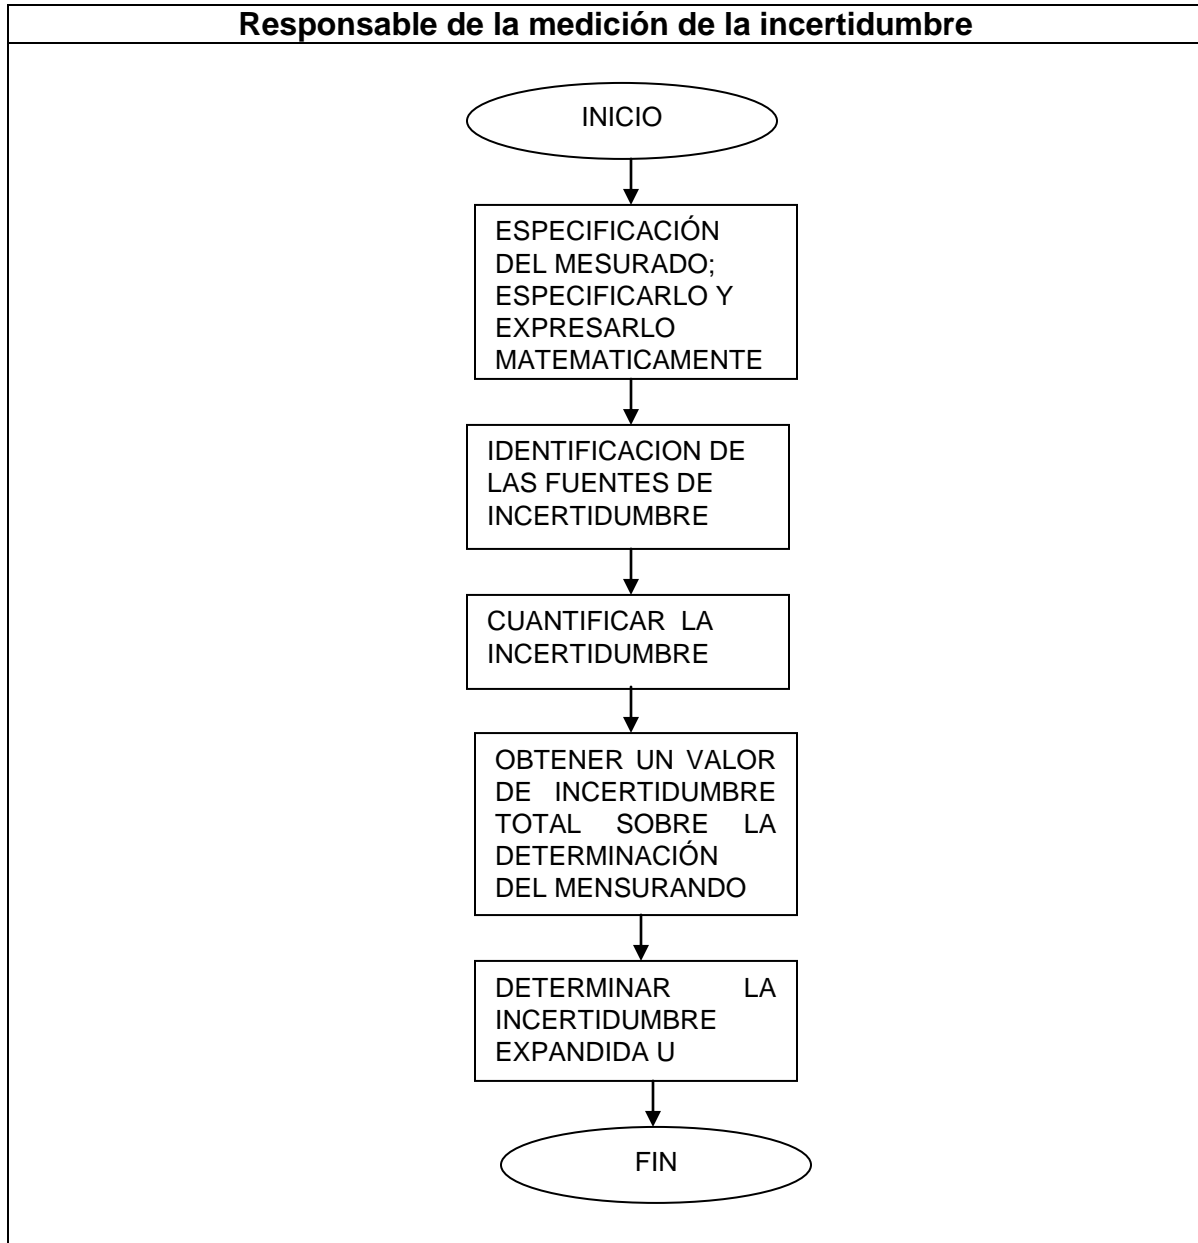 Responsable de la medición de la incertidumbre
INICIO
ESPECIFICACIÓN
DEL MESURADO;
ESPECIFICARLO Y
EXPRESARLO
MATEMATICAMENTE
IDENTIFICACION DE
LAS FUENTES DE
INCERTIDUMBRE
CUANTIFICAR LA
INCERTIDUMBRE
OBTENER UN VALOR
DE INCERTIDUMBRE
TOTAL SOBRE LA
DETERMINACIÓN
DEL MENSURANDO
DETERMINAR LA
INCERTIDUMBRE
EXPANDIDA U
FIN